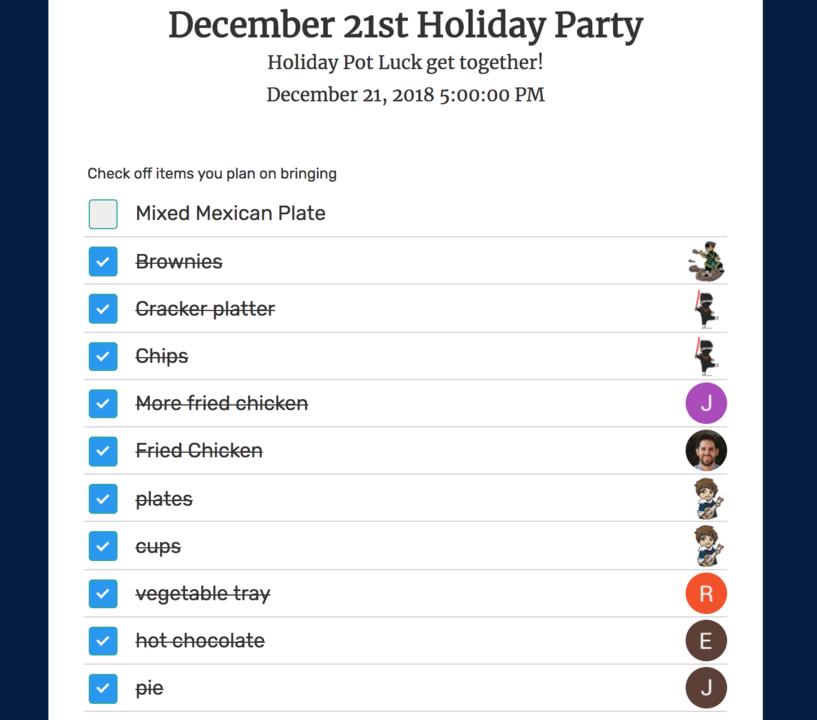 December 21st Holiday Party
Holiday Pot Luck get together!
December 21, 2018 5:00:00 PM
Check off items you plan on bringing
Mixed Mexican Plate
Brownies
Cracker platter
Chips
More fried chicken J
Fried Chicken
plates
cups
vegetable tray R
hot chocolate E
pie J